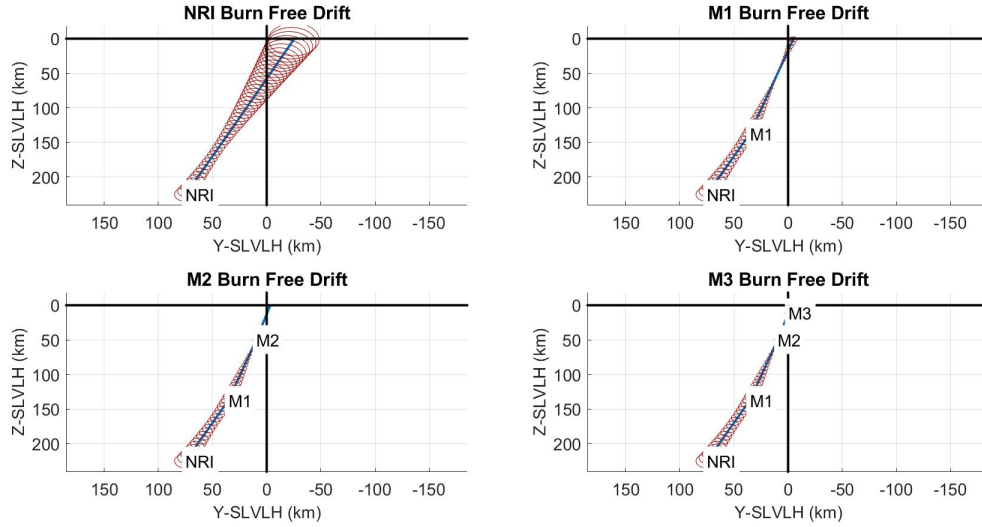 NRI Burn Free Drift
0
50
100
150
200
Z-SLVLH (km)
NRI
150 100 50 0 -50 -100 -150
Y-SLVLH (km)
M1 Burn Free Drift
0
50
100
150
200
Z-SLVLH (km)
M1
NRI
150 100 50 0 -50 -100 -150
Y-SLVLH (km)
M2 Burn Free Drift
0
50
100
150
200
Z-SLVLH (km)
M2
M1
NRI
150 100 50 0 -50 -100 -150
Y-SLVLH (km)
M3 Burn Free Drift
0
50
100
150
200
Z-SLVLH (km)
M3
M2
M1
NRI
150 100 50 0 -50 -100 -150
Y-SLVLH (km)